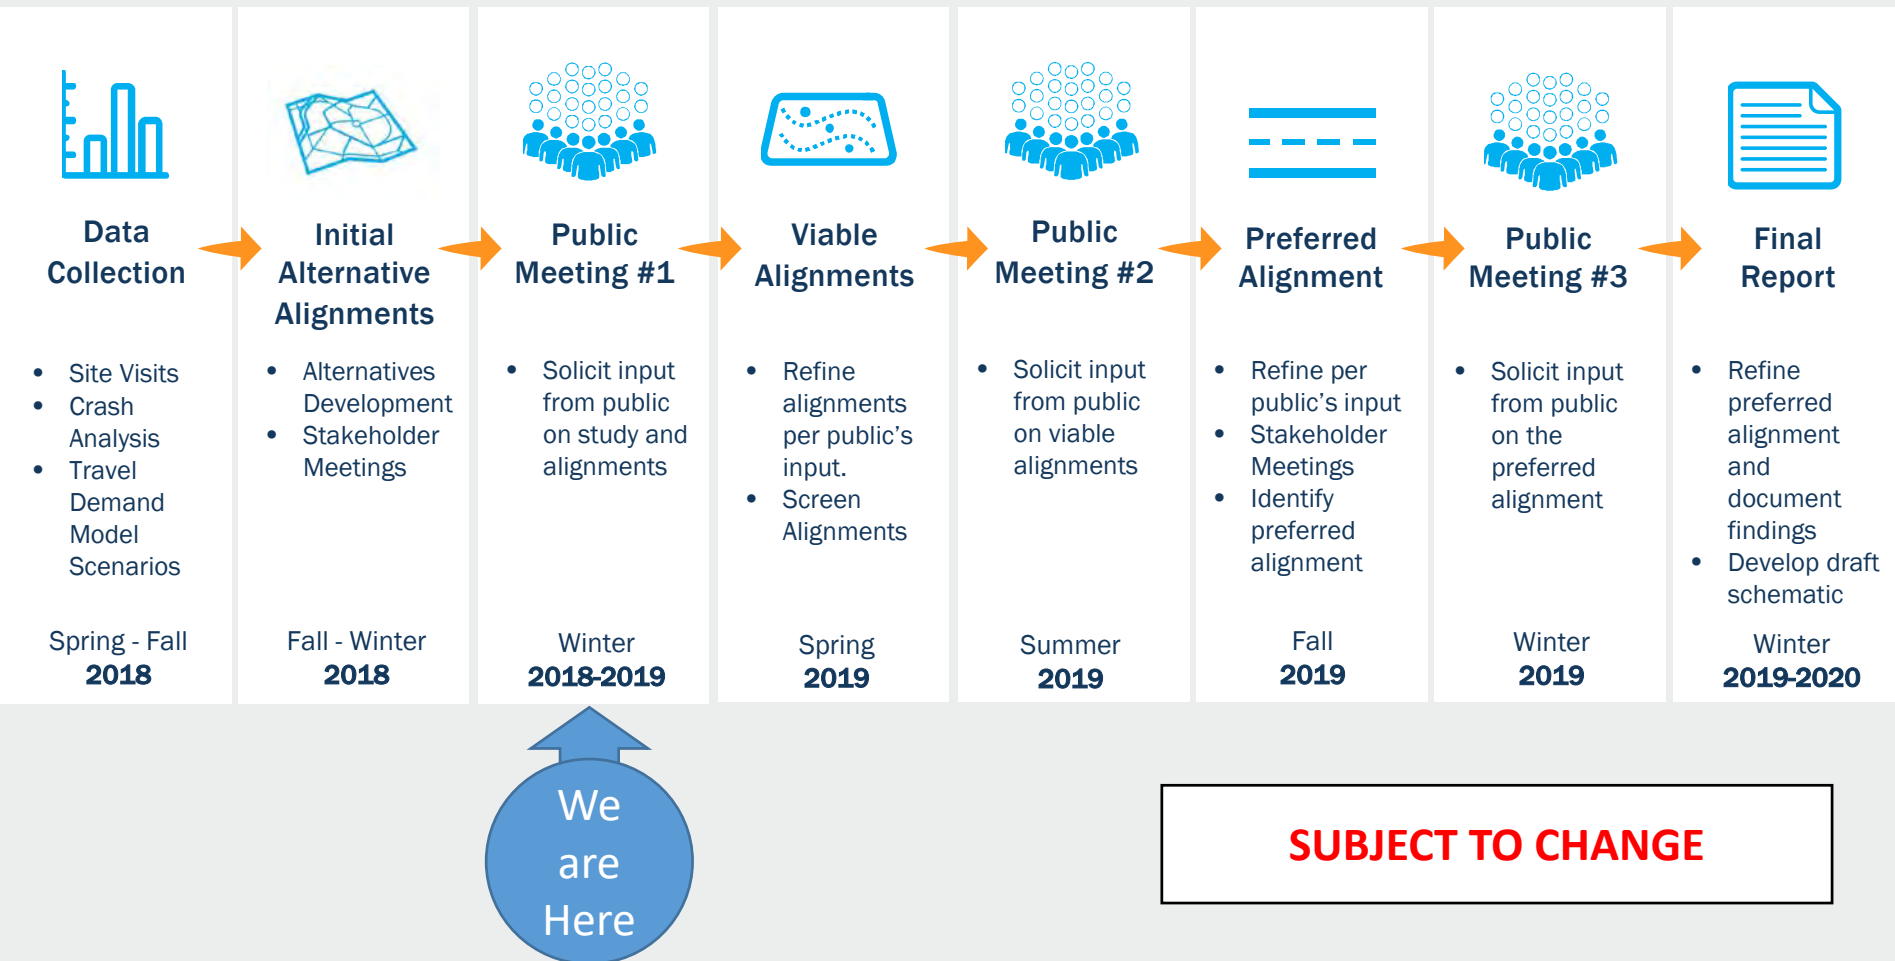 Data
Collection
• Site Visits
• Crash
Analysis
• Travel
Demand
Model
Scenarios
Spring - Fall
2018
Initial
Alternative
Alignments
• Alternatives
Development
• Stakeholder
Meetings
Fall - Winter
2018
Public
Meeting #1
• Solicit input
from public
on study and
alignments
Winter
2018-2019
Viable
Alignments
• Refine
alignments
per public’s
input.
• Screen
Alignments
Spring
2019
Public
Meeting #2
• Solicit input
from public
on viable
alignments
Summer
2019
Preferred
Alignment
• Refine per
public’s input
• Stakeholder
Meetings
• Identify
preferred
alignment
Fall
2019
Public
Meeting #3
• Solicit input
from public
on the
preferred
alignment
Winter
2019
Final
Report
• Refine
preferred
alignment
and
document
findings
• Develop draft
schematic
Winter
2019-2020
We
are
Here
SUBJECT TO CHANGE